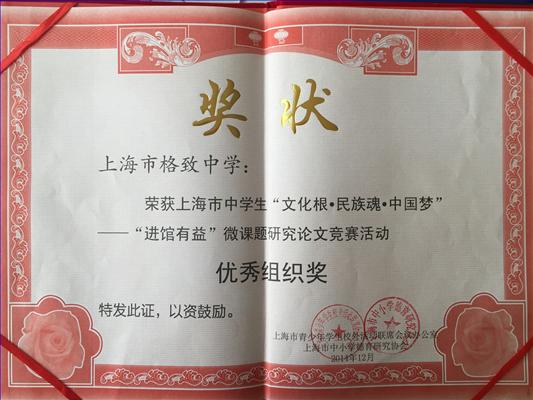 奖状
上海市格致中学：
荣获上海市中学生“文化根•民族魂•中国梦”
——“进馆有益”微课题研究论文竞赛活动
优秀组织奖
特发此证，以资鼓励。
上海市青少年学生校外活动联席会议办公室
上海市中小学德育研究协会
2014年12月